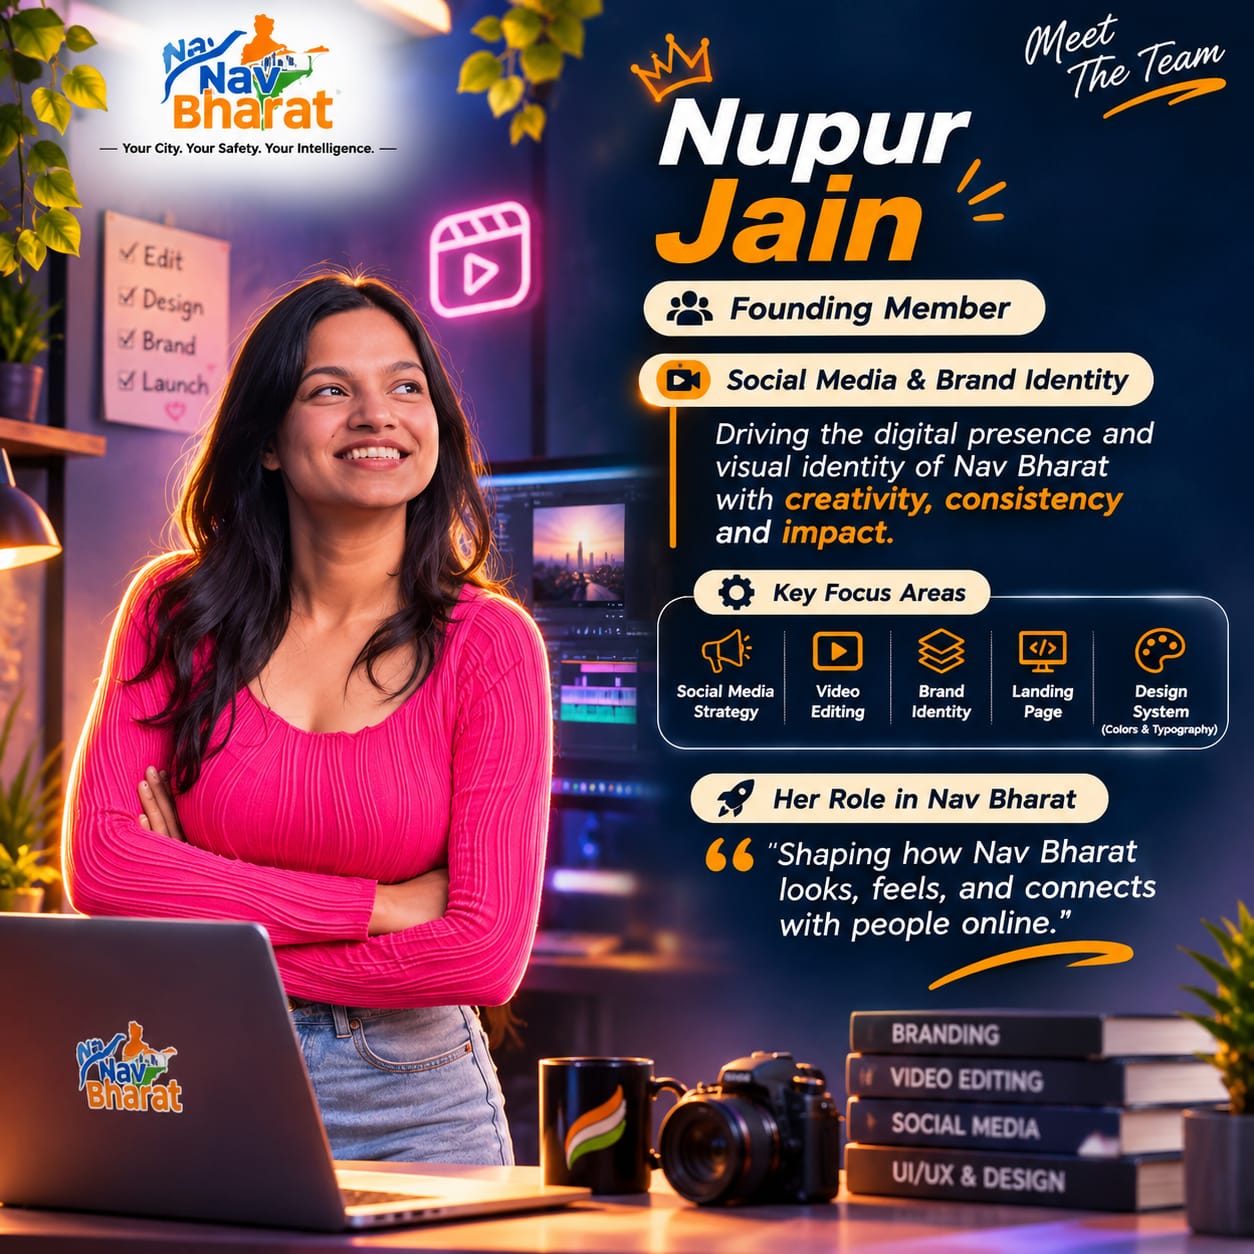 Na
Nav
Bharat
Your City. Your Safety. Your Intelligence.
Meet
The Team
Edit
Design
Brand
Launch
Nupur
Jain
Founding Member
Social Media & Brand Identity
Driving the digital presence and
visual identity of Nav Bharat
with creativity, consistency
and impact.
Key Focus Areas
Social Media
Strategy
Video
Editing
Brand
Identity
</>
Landing
Page
Design
System
(Colors & Typography)
Her Role in Nav Bharat
"Shaping how Nav Bharat
looks, feels, and connects
with people online."
Na
Nav
Bharat
BRANDING
VIDEO EDITING
SOCIAL MEDIA
UI/UX & DESIGN